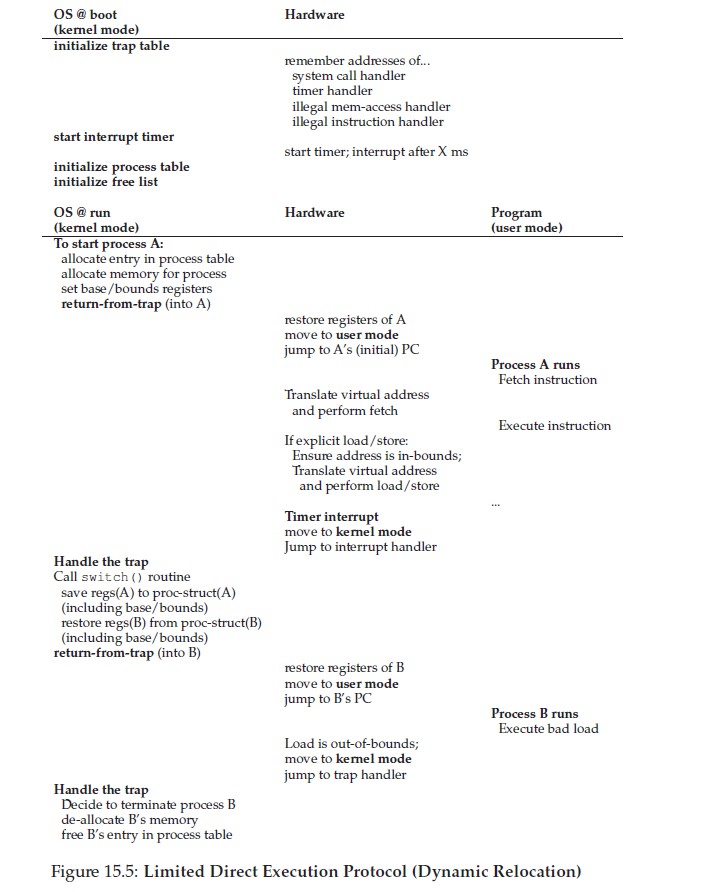 OS @ boot Hardware
(kernel mode)
initialize trap table
remember addresses of...
system call handler
timer handler
illegal mem-access handler
illegal instruction handler
start interrupt timer
start timer; interrupt after X ms
initialize process table
initialize free list
OS @ run Hardware Program
(kernel mode) (user mode)
To start process A:
allocate entry in process table
allocate memory for process
set base/bounds registers
return-from-trap (into A)
restore registers of A
move to user mode
jump to A's (initial) PC
Process A runs
Fetch instruction
Translate virtual address
and perform fetch
Execute instruction
If explicit load/store:
Ensure address is in-bounds;
Translate virtual address
and perform load/store
...
Timer interrupt
move to kernel mode
Jump to interrupt handler
Handle the trap
Call switch() routine
save regs(A) to proc-struct(A)
(including base/bounds)
restore regs(B) from proc-struct(B)
(including base/bounds)
return-from-trap (into B)
restore registers of B
move to user mode
jump to B's PC
Process B runs
Execute bad load
Load is out-of-bounds;
move to kernel mode
jump to trap handler
Handle the trap
Decide to terminate process B
de-allocate B's memory
free B's entry in process table
Figure 15.5: Limited Direct Execution Protocol (Dynamic Relocation)